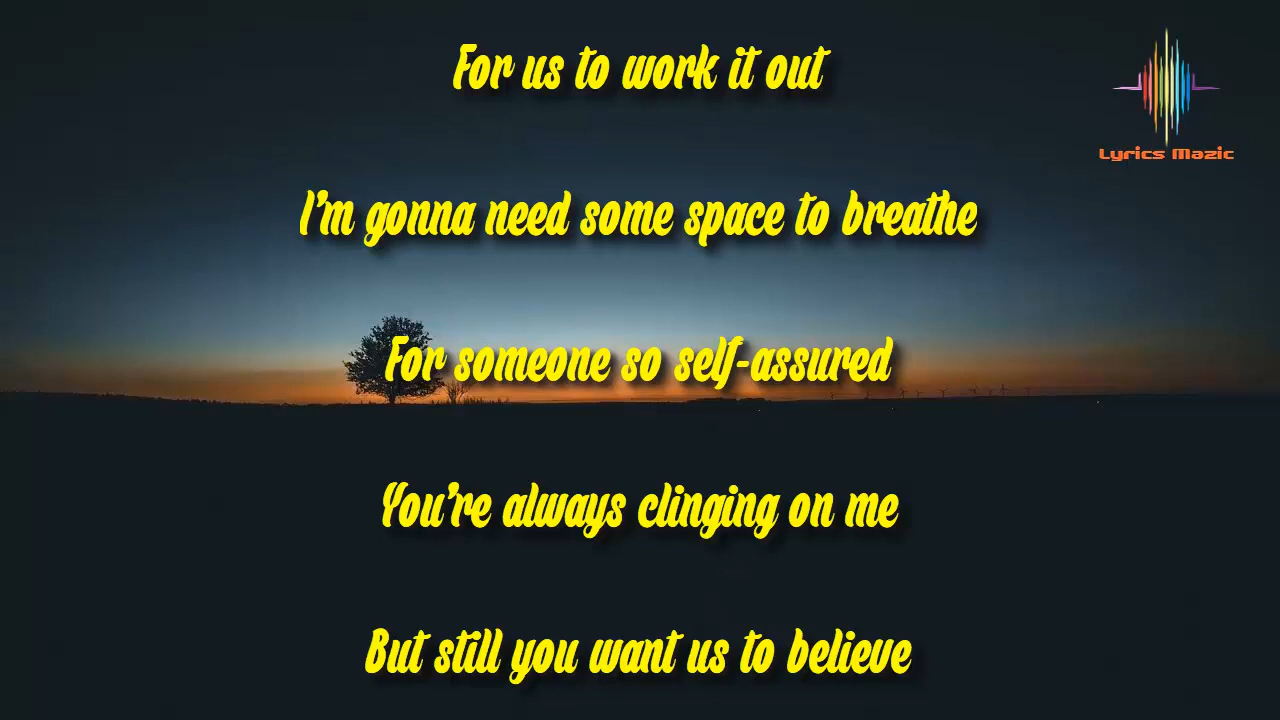 For us to work it out
Lyrics Mazic
I'm gonna need some space to breathe
For someone so self-assured
You're always clinging on me
But still you want us to believe